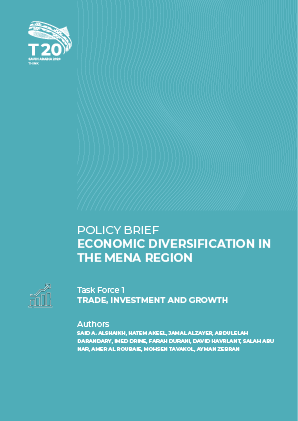 T20
SAUDI ARABIA 2020
THINK
POLICY BRIEF
ECONOMIC DIVERSIFICATION IN
THE MENA REGION
Task Force 1
TRADE, INVESTMENT AND GROWTH
Authors
SAID A. ALSHAIKH, HATEM AKEEL, JAMAL ALZAYER, ABDULELAH
DARANDARY, IMED DRINE, FARAH DURANI, DAVID HAVRLANT, SALAH ABU
NAR, AMER AL ROUBAIE, MOHSEN TAVAKOL, AYMAN ZERBAN